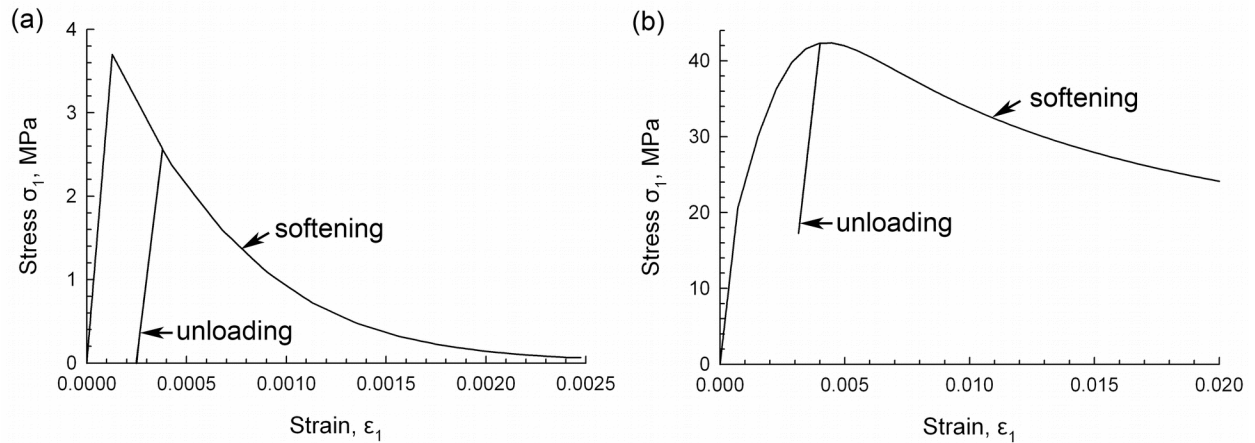 (a)
4
3
2
1
0
Stress σ₁, MPa
softening
unloading
0.0000 0.0005 0.0010 0.0015 0.0020 0.0025
Strain, ε₁
(b)
40
30
20
10
0
Stress σ₁, MPa
softening
unloading
0.000 0.005 0.010 0.015 0.020
Strain, ε₁